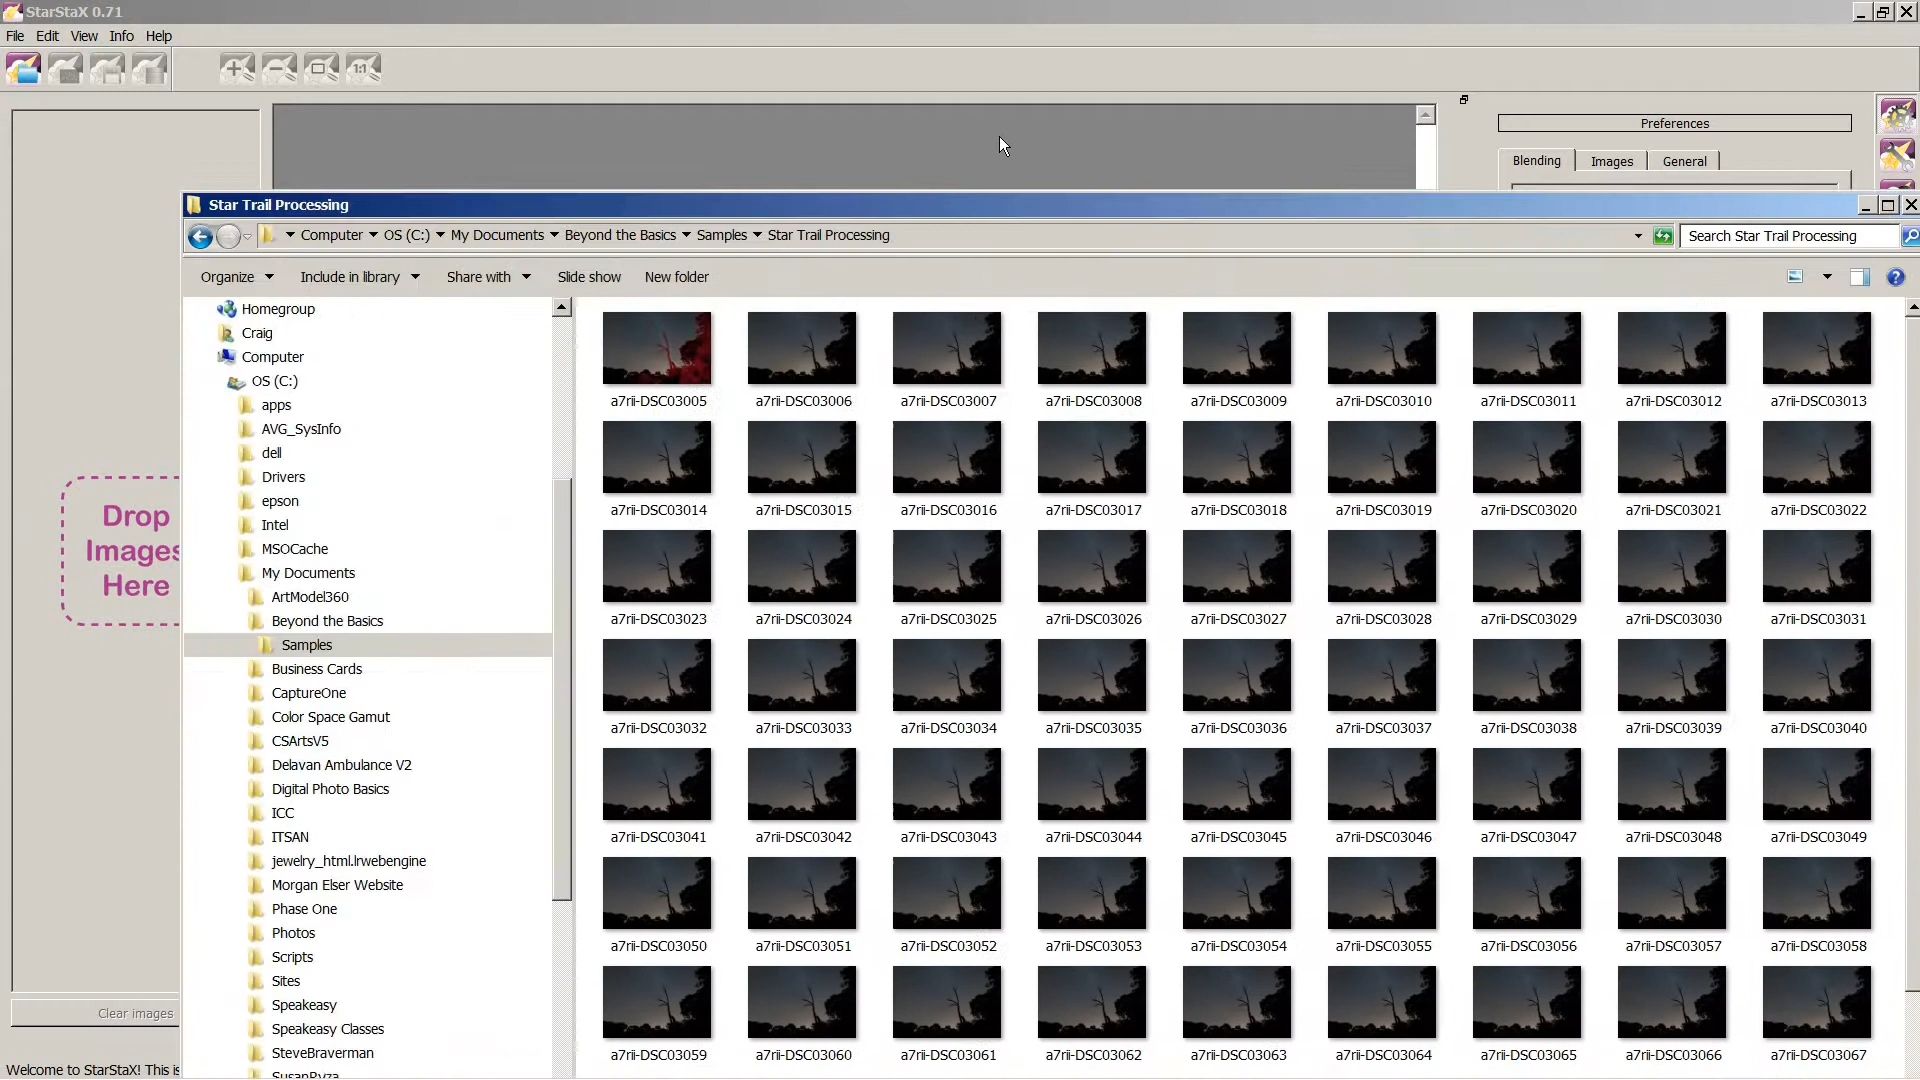 StarStaX 0.71
File Edit View Info Help
1:1
Preferences
Blending Images General
Star Trail Processing
Computer OS (C:) My Documents Beyond the Basics Samples Star Trail Processing
Search Star Trail Processing
Organize Include in library Share with Slide show New folder
Homegroup
Craig
Computer
OS (C:)
apps
AVG_SysInfo
dell
Drivers
epson
Intel
MSOCache
My Documents
ArtModel360
Beyond the Basics
Samples
Business Cards
CaptureOne
Color Space Gamut
CSArtsV5
Delavan Ambulance V2
Digital Photo Basics
ICC
ITSAN
jewelry_html.lrwebengine
Morgan Elser Website
Phase One
Photos
Scripts
Sites
Speakeasy
Speakeasy Classes
SteveBraverman
Drop
Images
Here
Clear images
Welcome to StarStaX! This is
a7rii-DSC03005 a7rii-DSC03006 a7rii-DSC03007 a7rii-DSC03008 a7rii-DSC03009 a7rii-DSC03010 a7rii-DSC03011 a7rii-DSC03012 a7rii-DSC03013
a7rii-DSC03014 a7rii-DSC03015 a7rii-DSC03016 a7rii-DSC03017 a7rii-DSC03018 a7rii-DSC03019 a7rii-DSC03020 a7rii-DSC03021 a7rii-DSC03022
a7rii-DSC03023 a7rii-DSC03024 a7rii-DSC03025 a7rii-DSC03026 a7rii-DSC03027 a7rii-DSC03028 a7rii-DSC03029 a7rii-DSC03030 a7rii-DSC03031
a7rii-DSC03032 a7rii-DSC03033 a7rii-DSC03034 a7rii-DSC03035 a7rii-DSC03036 a7rii-DSC03037 a7rii-DSC03038 a7rii-DSC03039 a7rii-DSC03040
a7rii-DSC03041 a7rii-DSC03042 a7rii-DSC03043 a7rii-DSC03044 a7rii-DSC03045 a7rii-DSC03046 a7rii-DSC03047 a7rii-DSC03048 a7rii-DSC03049
a7rii-DSC03050 a7rii-DSC03051 a7rii-DSC03052 a7rii-DSC03053 a7rii-DSC03054 a7rii-DSC03055 a7rii-DSC03056 a7rii-DSC03057 a7rii-DSC03058
a7rii-DSC03059 a7rii-DSC03060 a7rii-DSC03061 a7rii-DSC03062 a7rii-DSC03063 a7rii-DSC03064 a7rii-DSC03065 a7rii-DSC03066 a7rii-DSC03067